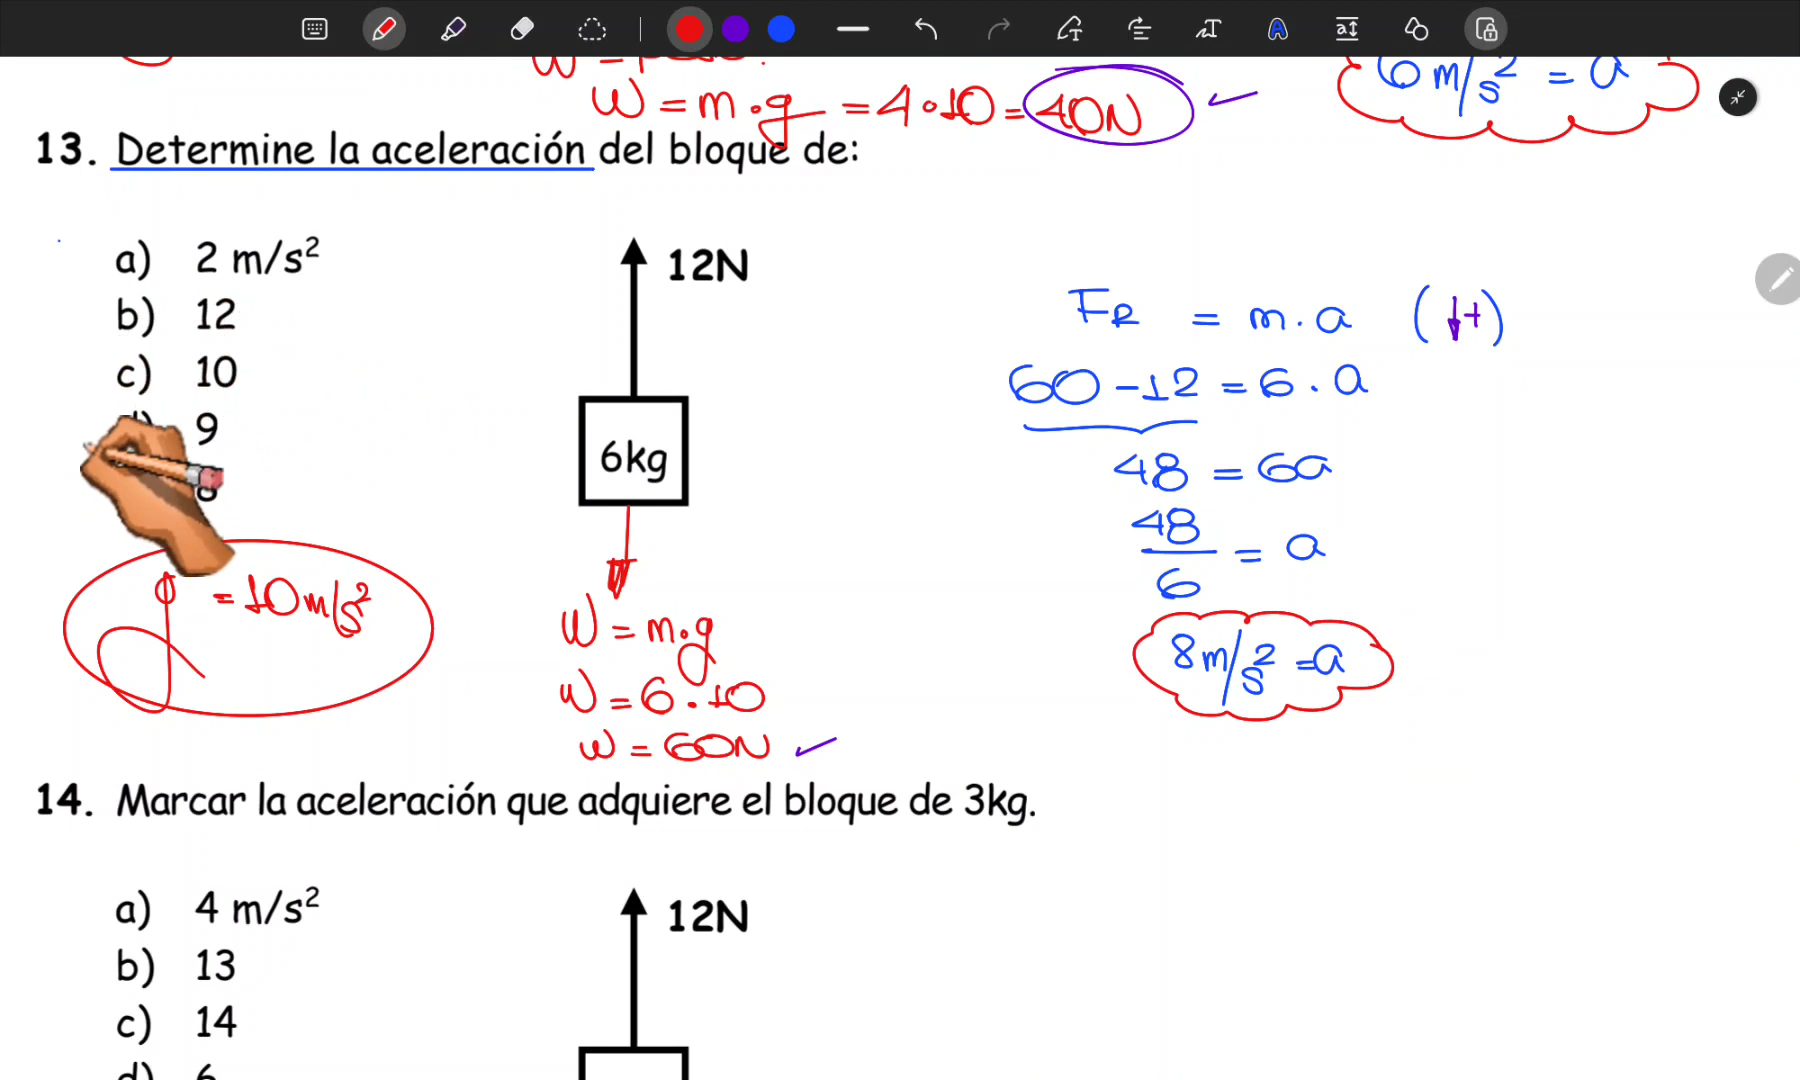 W = m·g = 4·10 = 40N
6 m/s² = a
13. Determine la aceleración del bloque de:
a) 2 m/s²
b) 12
c) 10
9
12N
6kg
g = 10 m/s²
W = m·g
W = 6·10
W = 60N
F_R = m·a (↓+)
60 - 12 = 6·a
48 = 6a
48/6 = a
8 m/s² = a
14. Marcar la aceleración que adquiere el bloque de 3kg.
a) 4 m/s²
b) 13
c) 14
d) 6
12N